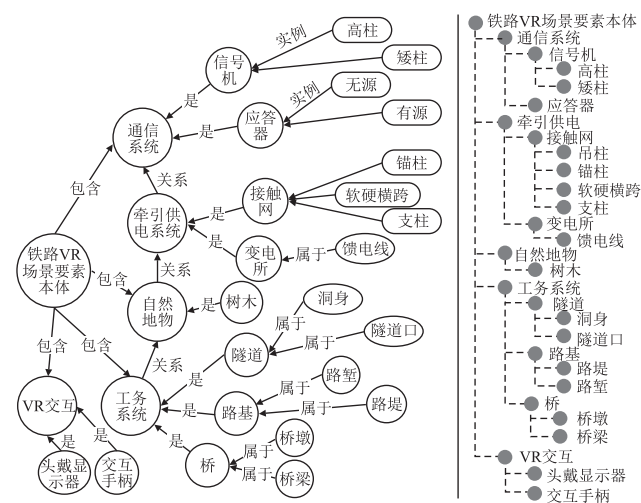 实例
高柱
信号
机
矮柱
是
实例
无源
应答
器
有源
是
通信
系统
包含
关系
锚柱
接触
网
软硬横跨
支柱
是
牵引供
电系统
是
变电
所
属于
馈电线
铁路VR
场景要素
本体
包含
关系
自然
地物
是
树木
洞身
属于
隧道口
属于
隧道
包含
包含
关系
是
路堑
属于
路堤
属于
路基
是
工务
系统
VR交互
是
头戴显
示器
是
交互
手柄
是
桥
属于
桥墩
属于
桥梁
铁路VR场景要素本体
通信系统
信号机
高柱
矮柱
应答器
牵引供电
接触网
吊柱
锚柱
软硬横跨
支柱
变电所
馈电线
自然地物
树木
工务系统
隧道
洞身
隧道口
路基
路堤
路堑
桥
桥墩
桥梁
VR交互
头戴显示器
交互手柄